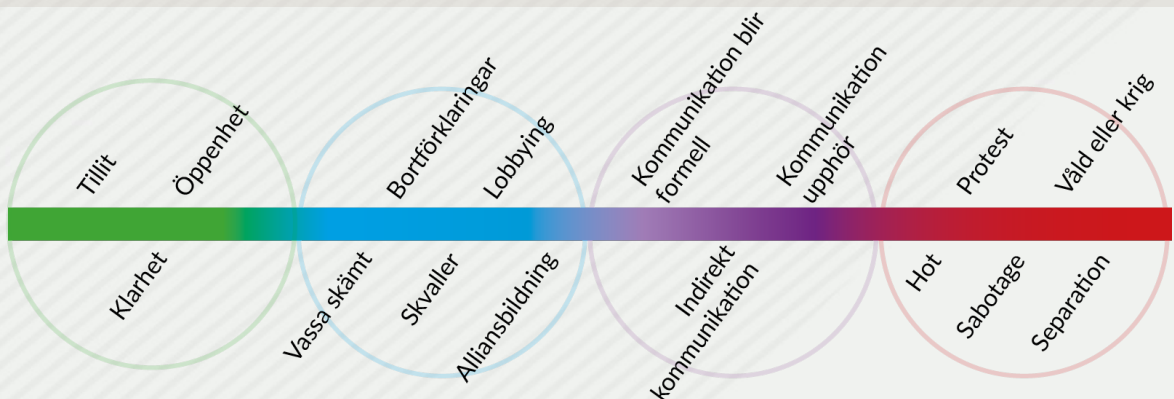 Tillit
Öppenhet
Klarhet
Bortförklaringar
Lobbying
Vassa skämt
Skvaller
Alliansbildning
Kommunikation blir
formell
Kommunikation
upphör
Indirekt
kommunikation
Protest
Våld eller krig
Hot
Sabotage
Separation